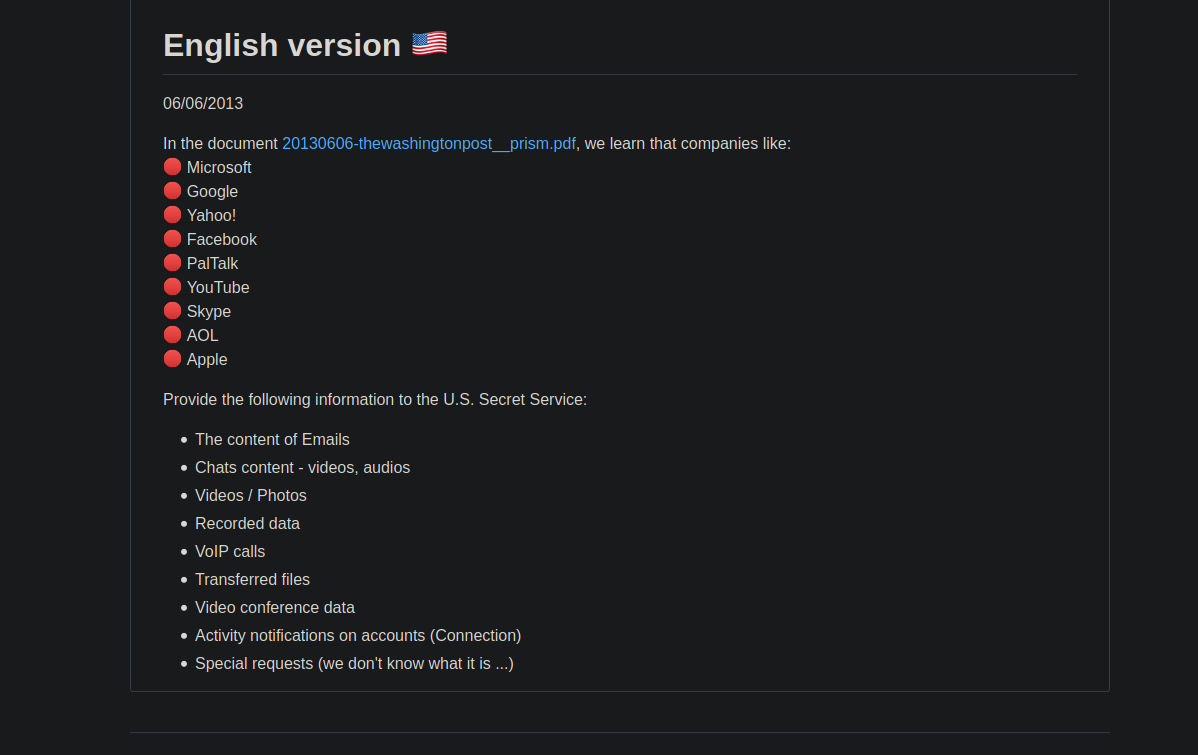 English version 🇺🇸
06/06/2013
In the document 20130606-thewashingtonpost__prism.pdf, we learn that companies like:
🔴 Microsoft
🔴 Google
🔴 Yahoo!
🔴 Facebook
🔴 PalTalk
🔴 YouTube
🔴 Skype
🔴 AOL
🔴 Apple
Provide the following information to the U.S. Secret Service:
• The content of Emails
• Chats content - videos, audios
• Videos / Photos
• Recorded data
• VoIP calls
• Transferred files
• Video conference data
• Activity notifications on accounts (Connection)
• Special requests (we don't know what it is ...)